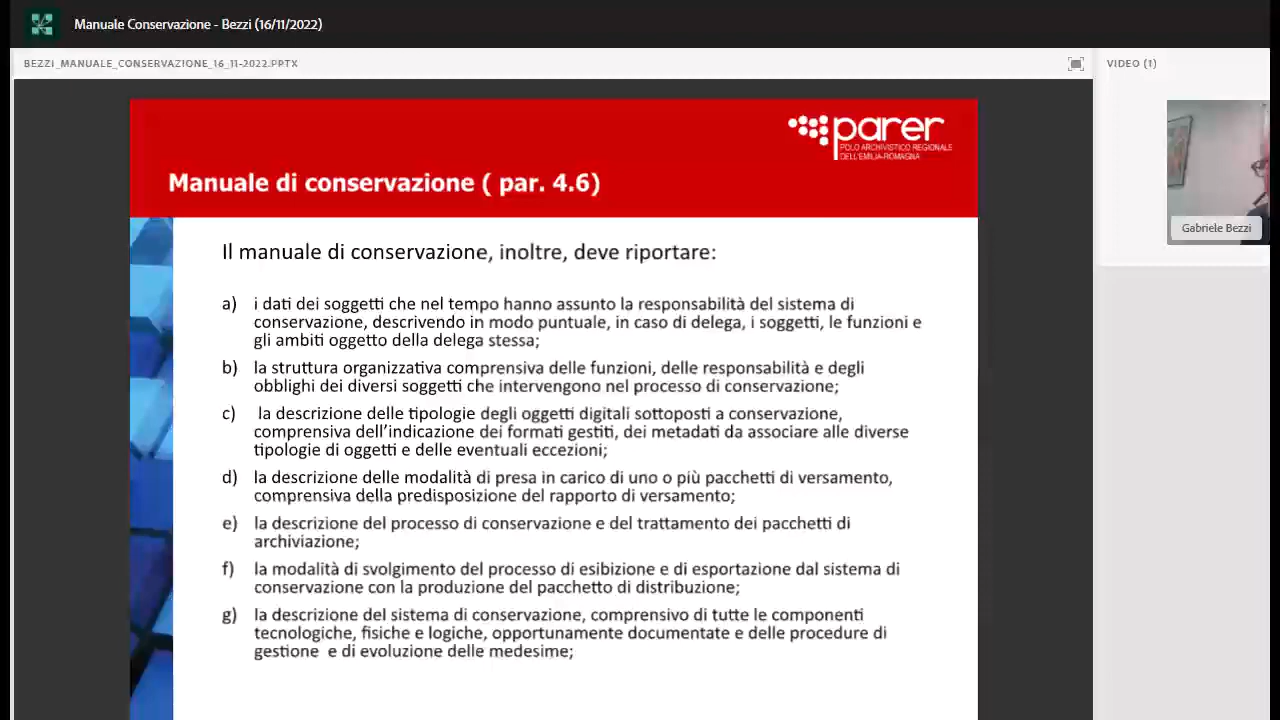 Manuale Conservazione - Bezzi (16/11/2022)
BEZZI_MANUALE_CONSERVAZIONE_16_11-2022.PPTX
VIDEO (1)
parer
POLO ARCHIVISTICO REGIONALE
DELL'EMILIA-ROMAGNA
Manuale di conservazione ( par. 4.6)
Gabriele Bezzi
Il manuale di conservazione, inoltre, deve riportare:
a) i dati dei soggetti che nel tempo hanno assunto la responsabilità del sistema di
conservazione, descrivendo in modo puntuale, in caso di delega, i soggetti, le funzioni e
gli ambiti oggetto della delega stessa;
b) la struttura organizzativa comprensiva delle funzioni, delle responsabilità e degli
obblighi dei diversi soggetti che intervengono nel processo di conservazione;
c) la descrizione delle tipologie degli oggetti digitali sottoposti a conservazione,
comprensiva dell'indicazione dei formati gestiti, dei metadati da associare alle diverse
tipologie di oggetti e delle eventuali eccezioni;
d) la descrizione delle modalità di presa in carico di uno o più pacchetti di versamento,
comprensiva della predisposizione del rapporto di versamento;
e) la descrizione del processo di conservazione e del trattamento dei pacchetti di
archiviazione;
f) la modalità di svolgimento del processo di esibizione e di esportazione dal sistema di
conservazione con la produzione del pacchetto di distribuzione;
g) la descrizione del sistema di conservazione, comprensivo di tutte le componenti
tecnologiche, fisiche e logiche, opportunamente documentate e delle procedure di
gestione e di evoluzione delle medesime;